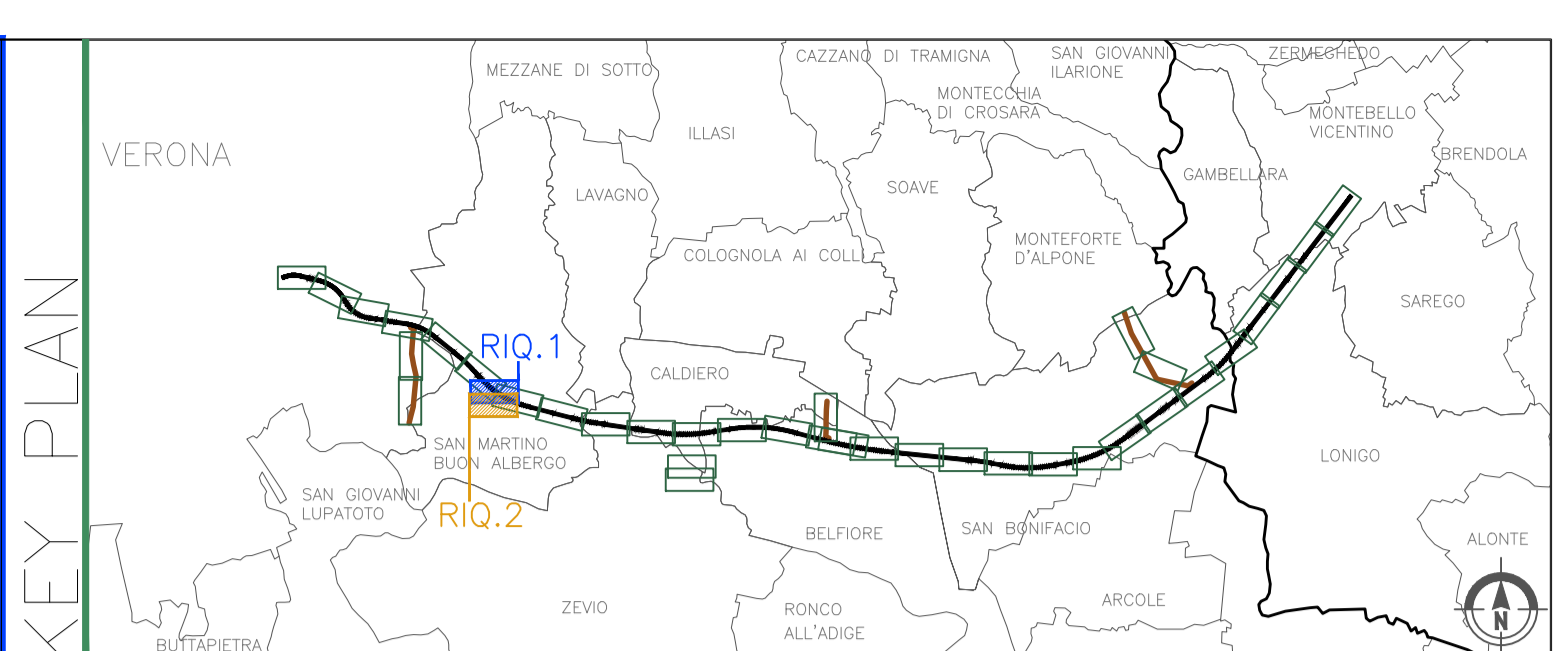 KEY PLAN
CAZZANO DI TRAMIGNA
SAN GIOVANNI
ILARIONE
ZERMEGHEDO
MEZZANE DI SOTTO
MONTECCHIA
DI CROSARA
MONTEBELLO
VICENTINO
ILLASI
VERONA
BRENDOLA
GAMBELLARA
LAVAGNO
SOAVE
MONTEFORTE
D'ALPONE
COLOGNOLA AI COLLI
SAREGO
RIQ.1
CALDIERO
SAN MARTINO
BUON ALBERGO
LONIGO
SAN GIOVANNI
LUPATOTO
RIQ.2
BELFIORE
SAN BONIFACIO
ALONTE
ZEVIO
RONCO
ALL'ADIGE
ARCOLE
N
BUTTAPIETRA